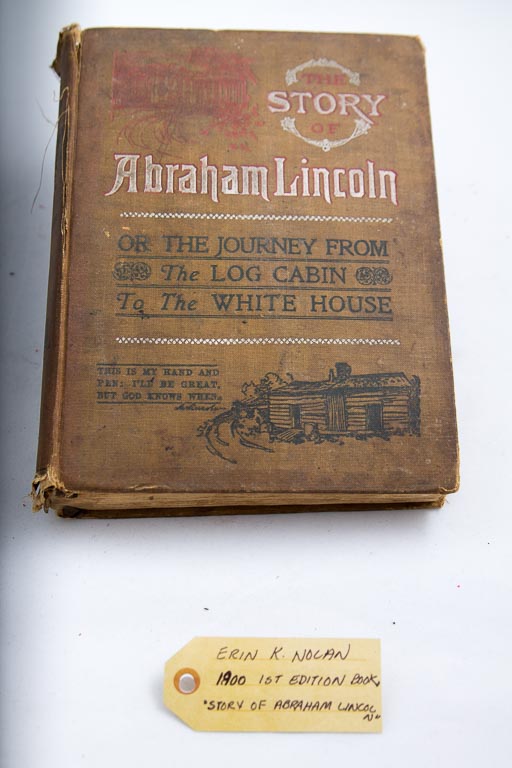 THE
STORY
OF
Abraham Lincoln
OR THE JOURNEY FROM
The LOG CABIN
To The WHITE HOUSE
THIS IS MY HAND AND
PEN; I'LL BE GREAT,
BUT GOD KNOWS WHEN.
A. Lincoln
ERIN K. NOLAN
1900 1ST EDITION BOOK,
"STORY OF ABRAHAM LINCOL
N"